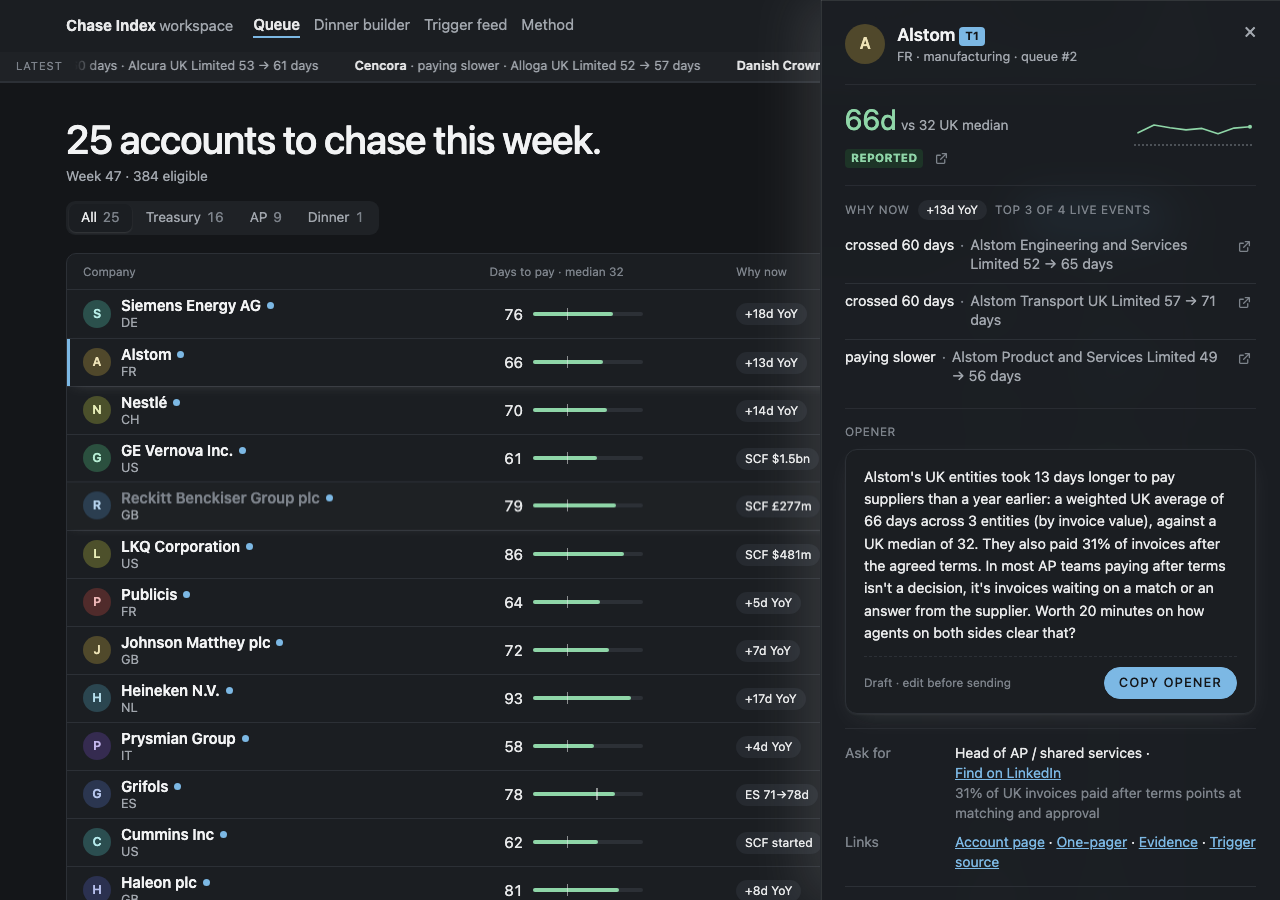 Chase Index workspace Queue Dinner builder Trigger feed Method
LATEST 0 days · Alcura UK Limited 53 → 61 days Cencora · paying slower · Alloga UK Limited 52 → 57 days Danish Crown
25 accounts to chase this week.
Week 47 · 384 eligible
All 25 Treasury 16 AP 9 Dinner 1
Company Days to pay · median 32 Why now
S Siemens Energy AG 76 +18d YoY
DE
A Alstom 66 +13d YoY
FR
N Nestlé 70 +14d YoY
CH
G GE Vernova Inc. 61 SCF $1.5bn
US
R Reckitt Benckiser Group plc 79 SCF £277m
GB
L LKQ Corporation 86 SCF $481m
US
P Publicis 64 +5d YoY
FR
J Johnson Matthey plc 72 +7d YoY
GB
H Heineken N.V. 93 +17d YoY
NL
P Prysmian Group 58 +4d YoY
IT
G Grifols 78 ES 71→78d
ES
C Cummins Inc 62 SCF started
US
H Haleon plc 81 +8d YoY
GB
A Alstom T1
FR · manufacturing · queue #2
66d vs 32 UK median
REPORTED
WHY NOW +13d YoY TOP 3 OF 4 LIVE EVENTS
crossed 60 days · Alstom Engineering and Services
Limited 52 → 65 days
crossed 60 days · Alstom Transport UK Limited 57 → 71
days
paying slower · Alstom Product and Services Limited 49
→ 56 days
OPENER
Alstom's UK entities took 13 days longer to pay
suppliers than a year earlier: a weighted UK average of
66 days across 3 entities (by invoice value), against a
UK median of 32. They also paid 31% of invoices after
the agreed terms. In most AP teams paying after terms
isn't a decision, it's invoices waiting on a match or an
answer from the supplier. Worth 20 minutes on how
agents on both sides clear that?
Draft · edit before sending COPY OPENER
Ask for Head of AP / shared services ·
Find on LinkedIn
31% of UK invoices paid after terms points at
matching and approval
Links Account page · One-pager · Evidence · Trigger
source